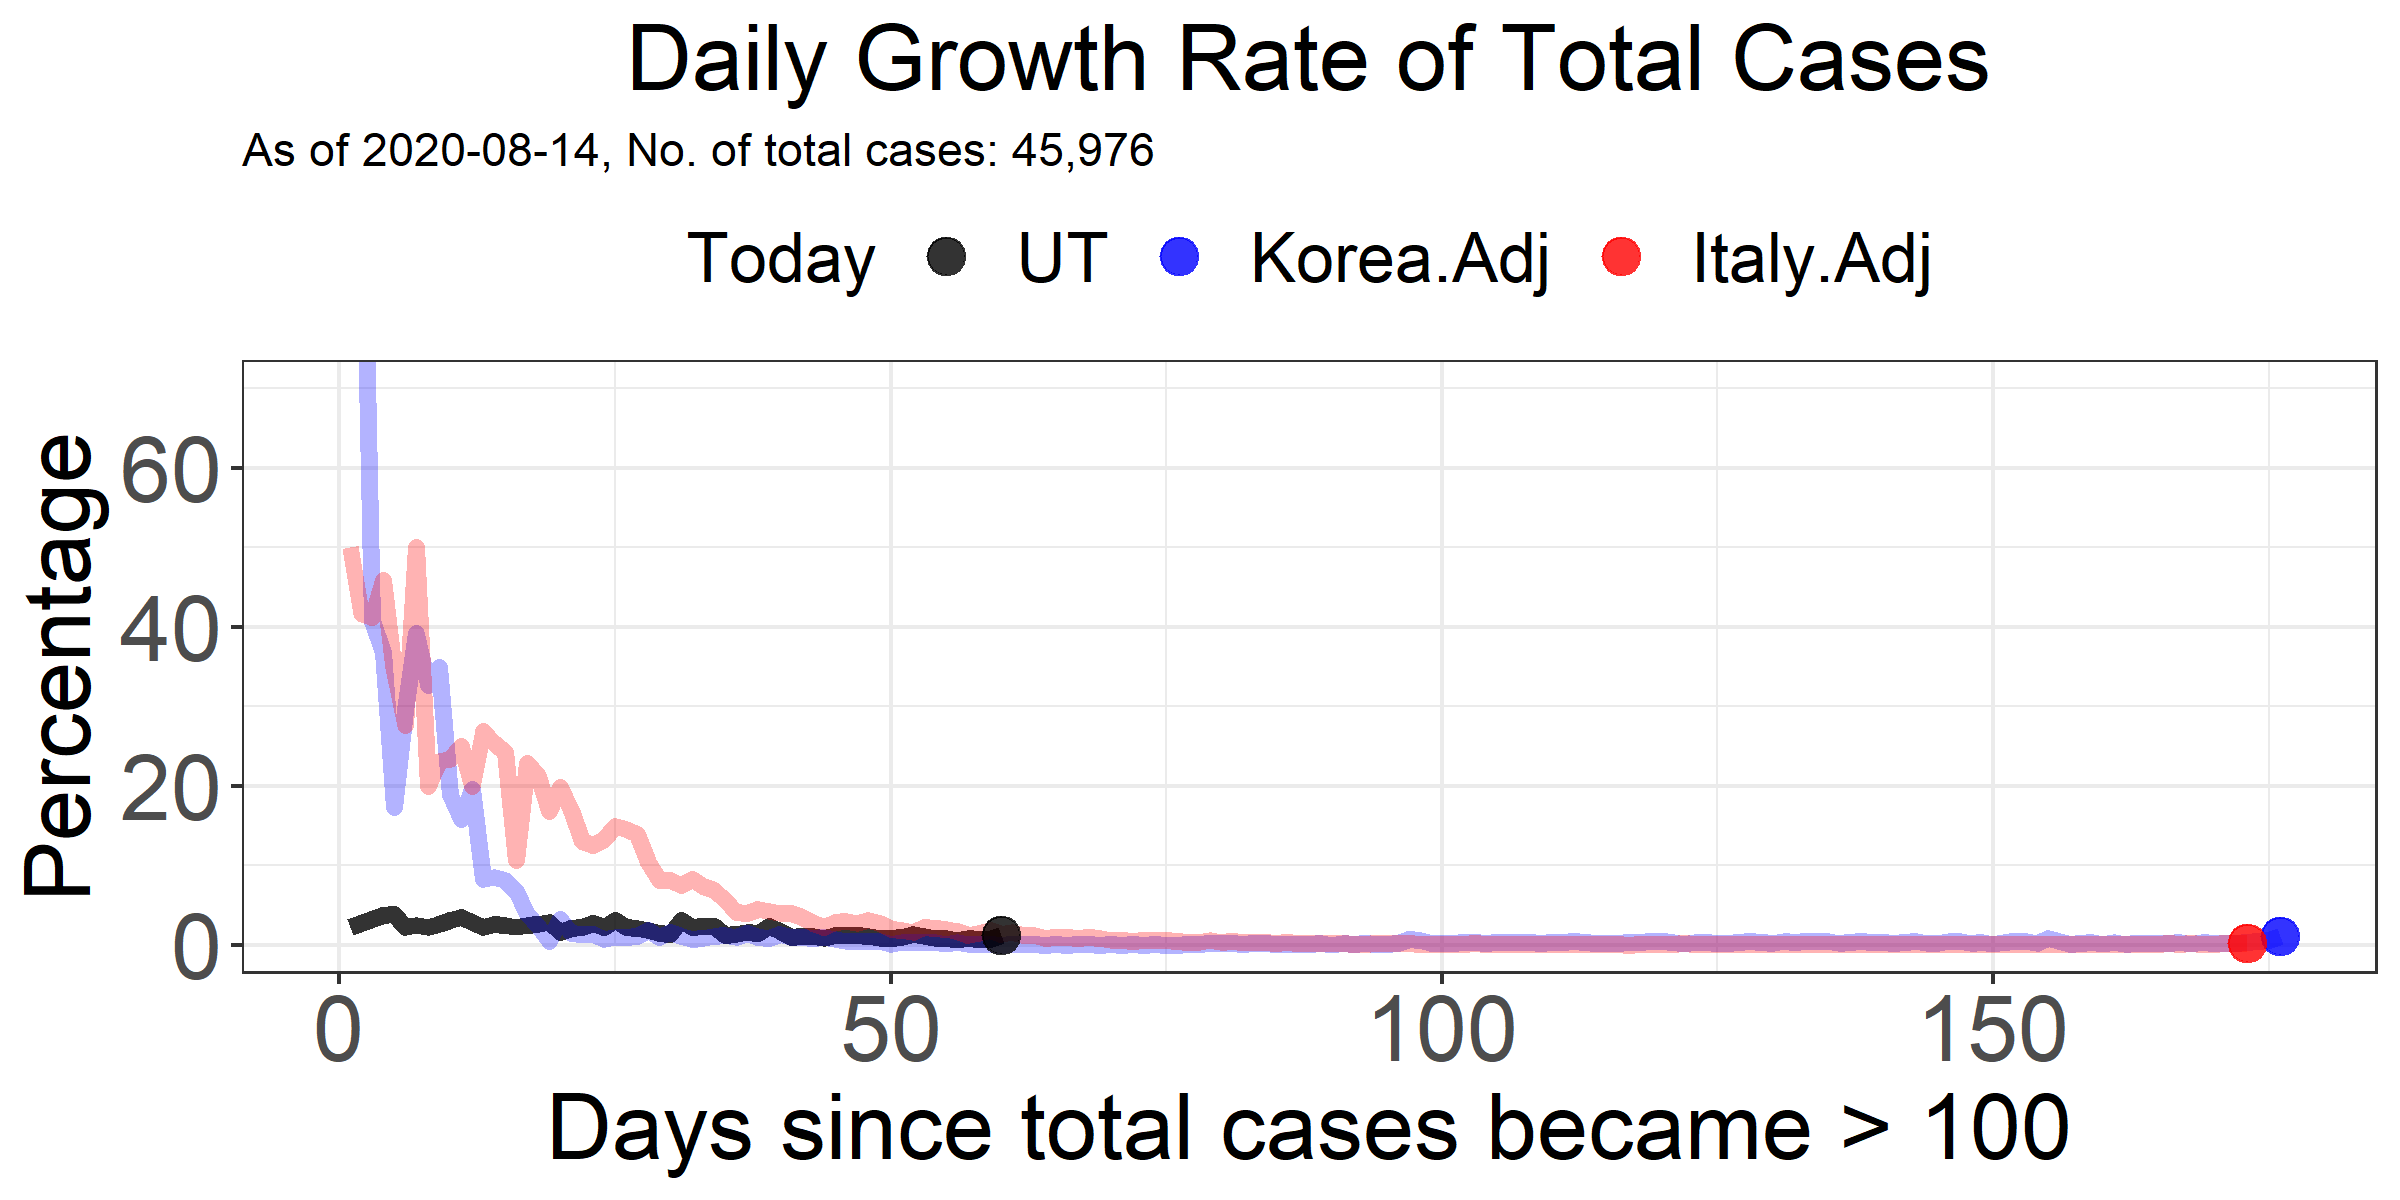 Daily Growth Rate of Total Cases
As of 2020-08-14, No. of total cases: 45,976
Today UT Korea.Adj Italy.Adj
Percentage
60
40
20
0
0 50 100 150
Days since total cases became > 100